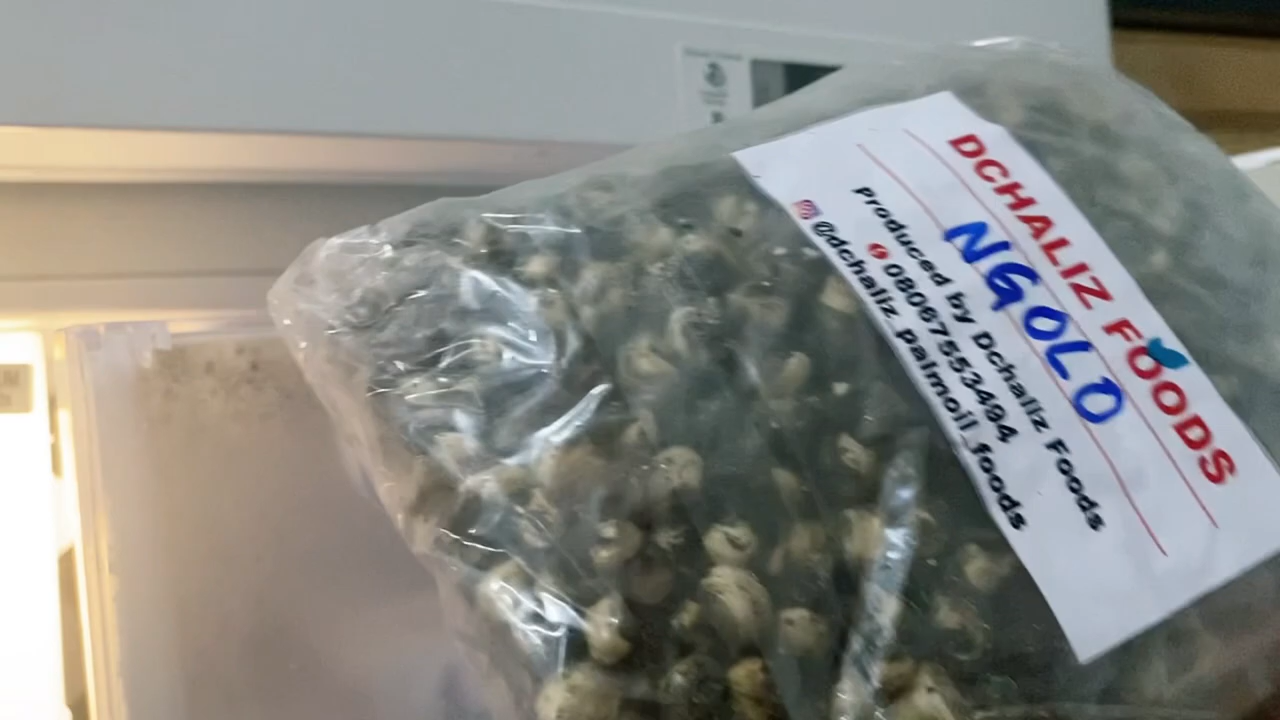 DCHALIZ FOODS
NGOLO
Produced by Dchaliz Foods
08067553494
@dchaliz_palmoil_foods